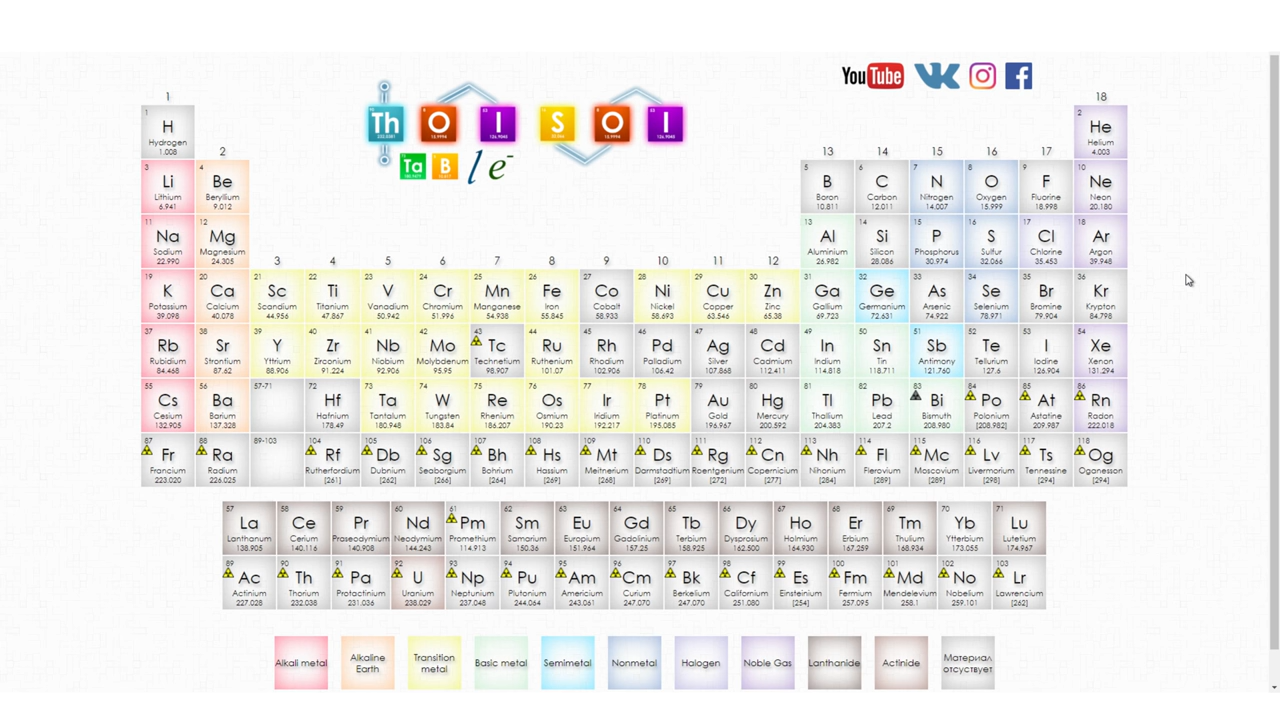 You Tube
1 18
Th O I S O I
232.0381 15.9994 126.9045 15.9994 126.9045
Ta B l e-
1 2
H He
Hydrogen Helium
1.008 4.003
2 13 14 15 16 17
3 4 5 6 7 8 9 10
Li Be B C N O F Ne
Lithium Beryllium Boron Carbon Nitrogen Oxygen Fluorine Neon
6.941 9.012 10.811 12.011 14.007 15.999 18.998 20.180
11 12 13 14 15 16 17 18
Na Mg Al Si P S Cl Ar
Sodium Magnesium Aluminium Silicon Phosphorus Sulfur Chlorine Argon
22.990 24.305 26.982 28.086 30.974 32.066 35.453 39.948
3 4 5 6 7 8 9 10 11 12
19 20 21 22 23 24 25 26 27 28 29 30 31 32 33 34 35 36
K Ca Sc Ti V Cr Mn Fe Co Ni Cu Zn Ga Ge As Se Br Kr
Potassium Calcium Scandium Titanium Vanadium Chromium Manganese Iron Cobalt Nickel Copper Zinc Gallium Germanium Arsenic Selenium Bromine Krypton
39.098 40.078 44.956 47.867 50.942 51.996 54.938 55.845 58.933 58.693 63.546 65.38 69.723 72.631 74.922 78.971 79.904 84.798
37 38 39 40 41 42 43 44 45 46 47 48 49 50 51 52 53 54
Rb Sr Y Zr Nb Mo Tc Ru Rh Pd Ag Cd In Sn Sb Te I Xe
Rubidium Strontium Yttrium Zirconium Niobium Molybdenum Technetium Ruthenium Rhodium Palladium Silver Cadmium Indium Tin Antimony Tellurium Iodine Xenon
84.468 87.62 88.906 91.224 92.906 95.95 98.907 101.07 102.906 106.42 107.868 112.411 114.818 118.711 121.760 127.6 126.904 131.294
55 56 57-71 72 73 74 75 76 77 78 79 80 81 82 83 84 85 86
Cs Ba Hf Ta W Re Os Ir Pt Au Hg Tl Pb Bi Po At Rn
Cesium Barium Hafnium Tantalum Tungsten Rhenium Osmium Iridium Platinum Gold Mercury Thallium Lead Bismuth Polonium Astatine Radon
132.905 137.328 178.49 180.948 183.84 186.207 190.23 192.217 195.085 196.967 200.592 204.383 207.2 208.980 [208.982] 209.987 222.018
87 88 89-103 104 105 106 107 108 109 110 111 112 113 114 115 116 117 118
Fr Ra Rf Db Sg Bh Hs Mt Ds Rg Cn Nh Fl Mc Lv Ts Og
Francium Radium Rutherfordium Dubnium Seaborgium Bohrium Hassium Meitnerium Darmstadtium Roentgenium Copernicium Nihonium Flerovium Moscovium Livermorium Tennessine Oganesson
223.020 226.025 [261] [262] [266] [264] [269] [268] [269] [272] [277] [284] [289] [289] [298] [294] [294]
57 58 59 60 61 62 63 64 65 66 67 68 69 70 71
La Ce Pr Nd Pm Sm Eu Gd Tb Dy Ho Er Tm Yb Lu
Lanthanum Cerium Praseodymium Neodymium Promethium Samarium Europium Gadolinium Terbium Dysprosium Holmium Erbium Thulium Ytterbium Lutetium
138.905 140.116 140.908 144.243 114.913 150.36 151.964 157.25 158.925 162.500 164.930 167.259 168.934 173.055 174.967
89 90 91 92 93 94 95 96 97 98 99 100 101 102 103
Ac Th Pa U Np Pu Am Cm Bk Cf Es Fm Md No Lr
Actinium Thorium Protactinium Uranium Neptunium Plutonium Americium Curium Berkelium Californium Einsteinium Fermium Mendelevium Nobelium Lawrencium
227.028 232.038 231.036 238.029 237.048 244.064 243.061 247.070 247.070 251.080 [254] 257.095 258.1 259.101 [262]
Alkali metal
Alkaline
Earth
Transition
metal
Basic metal
Semimetal
Nonmetal
Halogen
Noble Gas
Lanthanide
Actinide
Материал
отсуствует